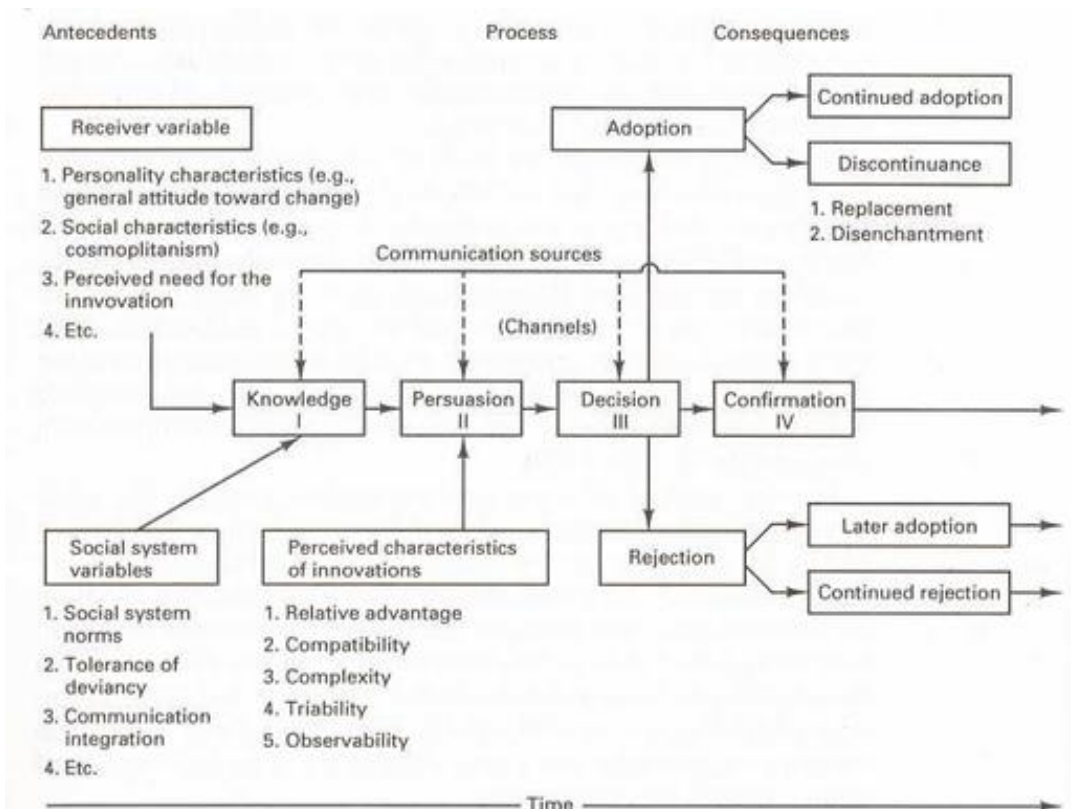 Antecedents
Process
Consequences
Receiver variable
1. Personality characteristics (e.g.,
general attitude toward change)
2. Social characteristics (e.g.,
cosmoplitanism)
3. Perceived need for the
innvovation
4. Etc.
Adoption
Continued adoption
Discontinuance
1. Replacement
2. Disenchantment
Communication sources
(Channels)
Knowledge
I
Persuasion
II
Decision
III
Confirmation
IV
Social system
variables
1. Social system
norms
2. Tolerance of
deviancy
3. Communication
integration
4. Etc.
Perceived characteristics
of innovations
1. Relative advantage
2. Compatibility
3. Complexity
4. Triability
5. Observability
Rejection
Later adoption
Continued rejection
Time